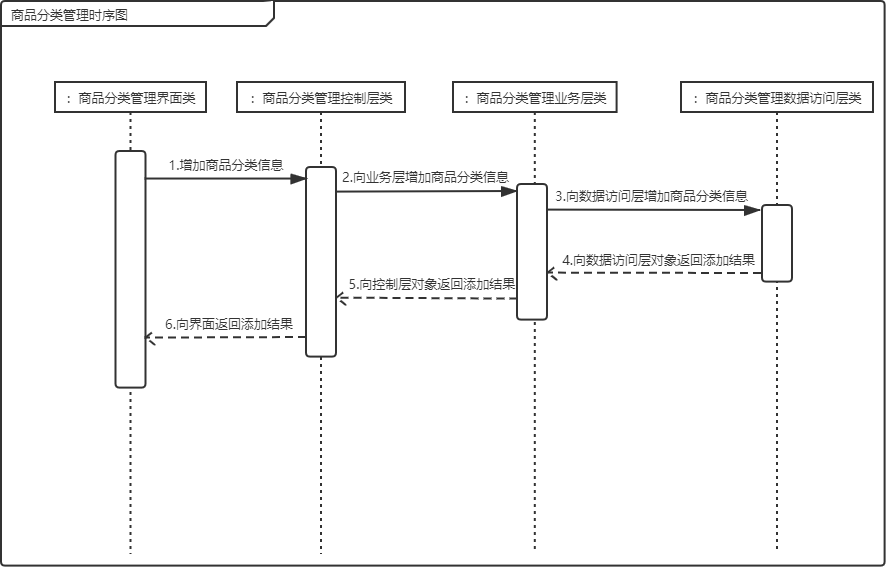 商品分类管理时序图
： 商品分类管理界面类
： 商品分类管理控制层类
： 商品分类管理业务层类
： 商品分类管理数据访问层类
1.增加商品分类信息
2.向业务层增加商品分类信息
3.向数据访问层增加商品分类信息
4.向数据访问层对象返回添加结果
5.向控制层对象返回添加结果
6.向界面返回添加结果